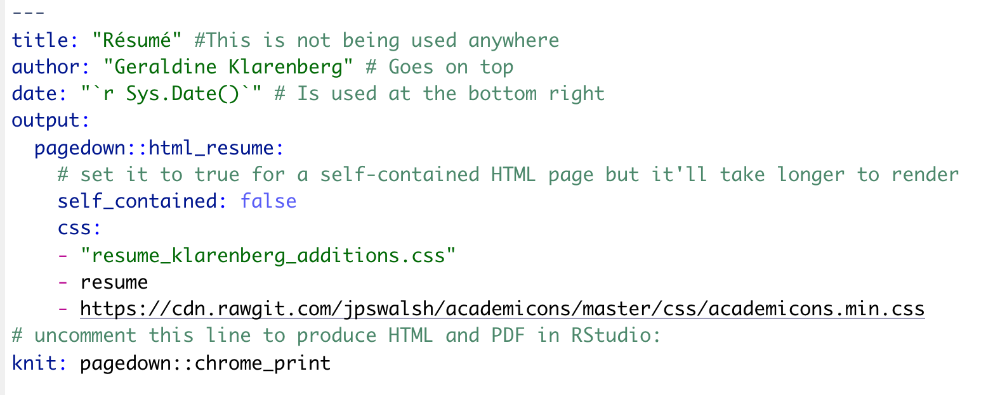 ---
title: "Résumé" #This is not being used anywhere
author: "Geraldine Klarenberg" # Goes on top
date: "`r Sys.Date()`" # Is used at the bottom right
output:
  pagedown::html_resume:
    # set it to true for a self-contained HTML page but it'll take longer to render
    self_contained: false
    css:
    - "resume_klarenberg_additions.css"
    - resume
    - https://cdn.rawgit.com/jpswalsh/academicons/master/css/academicons.min.css
# uncomment this line to produce HTML and PDF in RStudio:
knit: pagedown::chrome_print